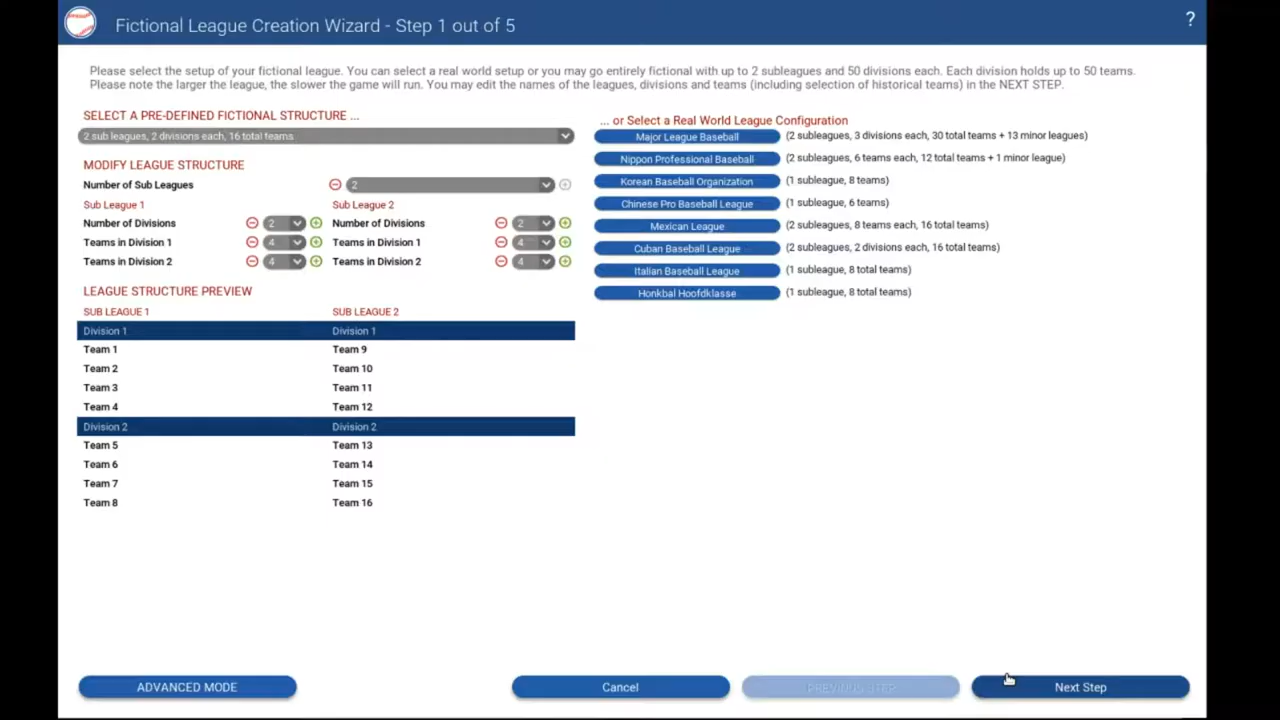 Fictional League Creation Wizard - Step 1 out of 5
?
Please select the setup of your fictional league. You can select a real world setup or you may go entirely fictional with up to 2 subleagues and 50 divisions each. Each division holds up to 50 teams.
Please note the larger the league, the slower the game will run. You may edit the names of the leagues, divisions and teams (including selection of historical teams) in the NEXT STEP.
SELECT A PRE-DEFINED FICTIONAL STRUCTURE ...
2 sub leagues, 2 divisions each, 16 total teams
MODIFY LEAGUE STRUCTURE
Number of Sub Leagues 2
Sub League 1 Sub League 2
Number of Divisions 2 Number of Divisions 2
Teams in Division 1 4 Teams in Division 1 4
Teams in Division 2 4 Teams in Division 2 4
LEAGUE STRUCTURE PREVIEW
SUB LEAGUE 1 SUB LEAGUE 2
Division 1 Division 1
Team 1 Team 9
Team 2 Team 10
Team 3 Team 11
Team 4 Team 12
Division 2 Division 2
Team 5 Team 13
Team 6 Team 14
Team 7 Team 15
Team 8 Team 16
... or Select a Real World League Configuration
Major League Baseball (2 subleagues, 3 divisions each, 30 total teams + 13 minor leagues)
Nippon Professional Baseball (2 subleagues, 6 teams each, 12 total teams + 1 minor league)
Korean Baseball Organization (1 subleague, 8 teams)
Chinese Pro Baseball League (1 subleague, 6 teams)
Mexican League (2 subleagues, 8 teams each, 16 total teams)
Cuban Baseball League (2 subleagues, 2 divisions each, 16 total teams)
Italian Baseball League (1 subleague, 8 total teams)
Honkbal Hoofdklasse (1 subleague, 8 total teams)
ADVANCED MODE Cancel PREVIOUS STEP Next Step